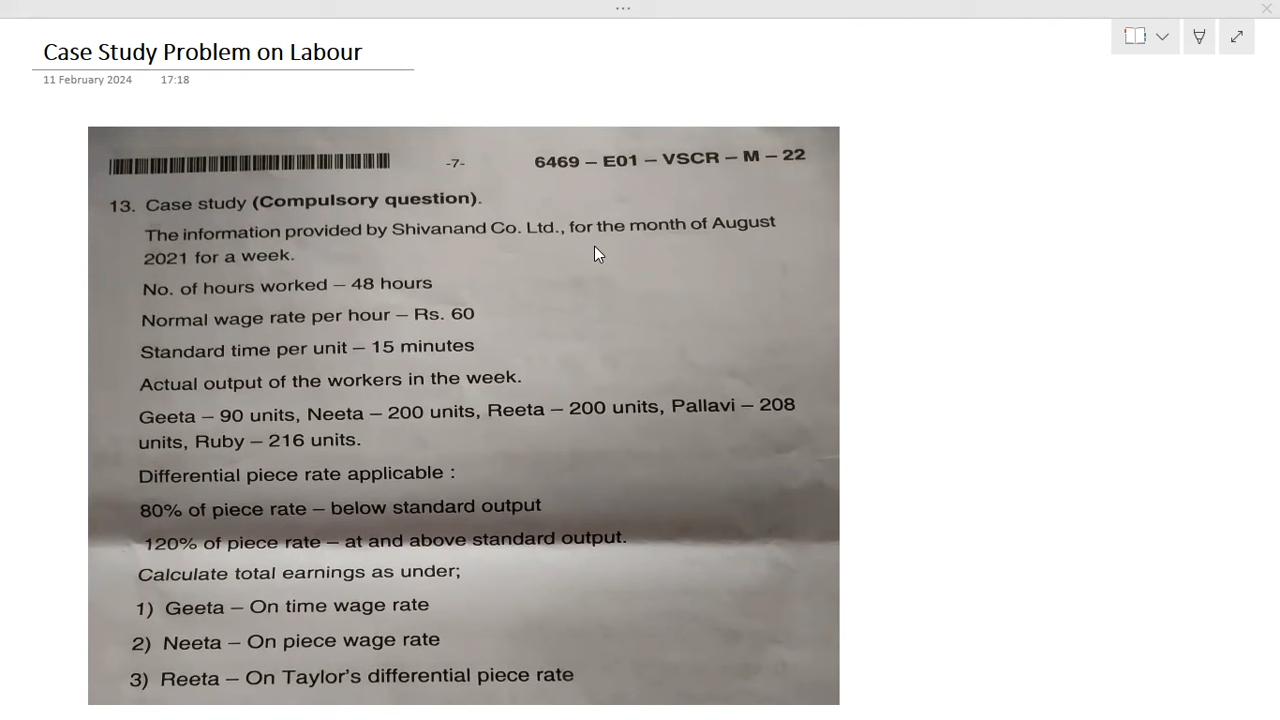 Case Study Problem on Labour
11 February 2024 17:18
-7- 6469 – E01 – VSCR – M – 22
13. Case study (Compulsory question).
The information provided by Shivanand Co. Ltd., for the month of August
2021 for a week.
No. of hours worked – 48 hours
Normal wage rate per hour – Rs. 60
Standard time per unit – 15 minutes
Actual output of the workers in the week.
Geeta – 90 units, Neeta – 200 units, Reeta – 200 units, Pallavi – 208
units, Ruby – 216 units.
Differential piece rate applicable :
80% of piece rate – below standard output
120% of piece rate – at and above standard output.
Calculate total earnings as under;
1) Geeta – On time wage rate
2) Neeta – On piece wage rate
3) Reeta – On Taylor's differential piece rate